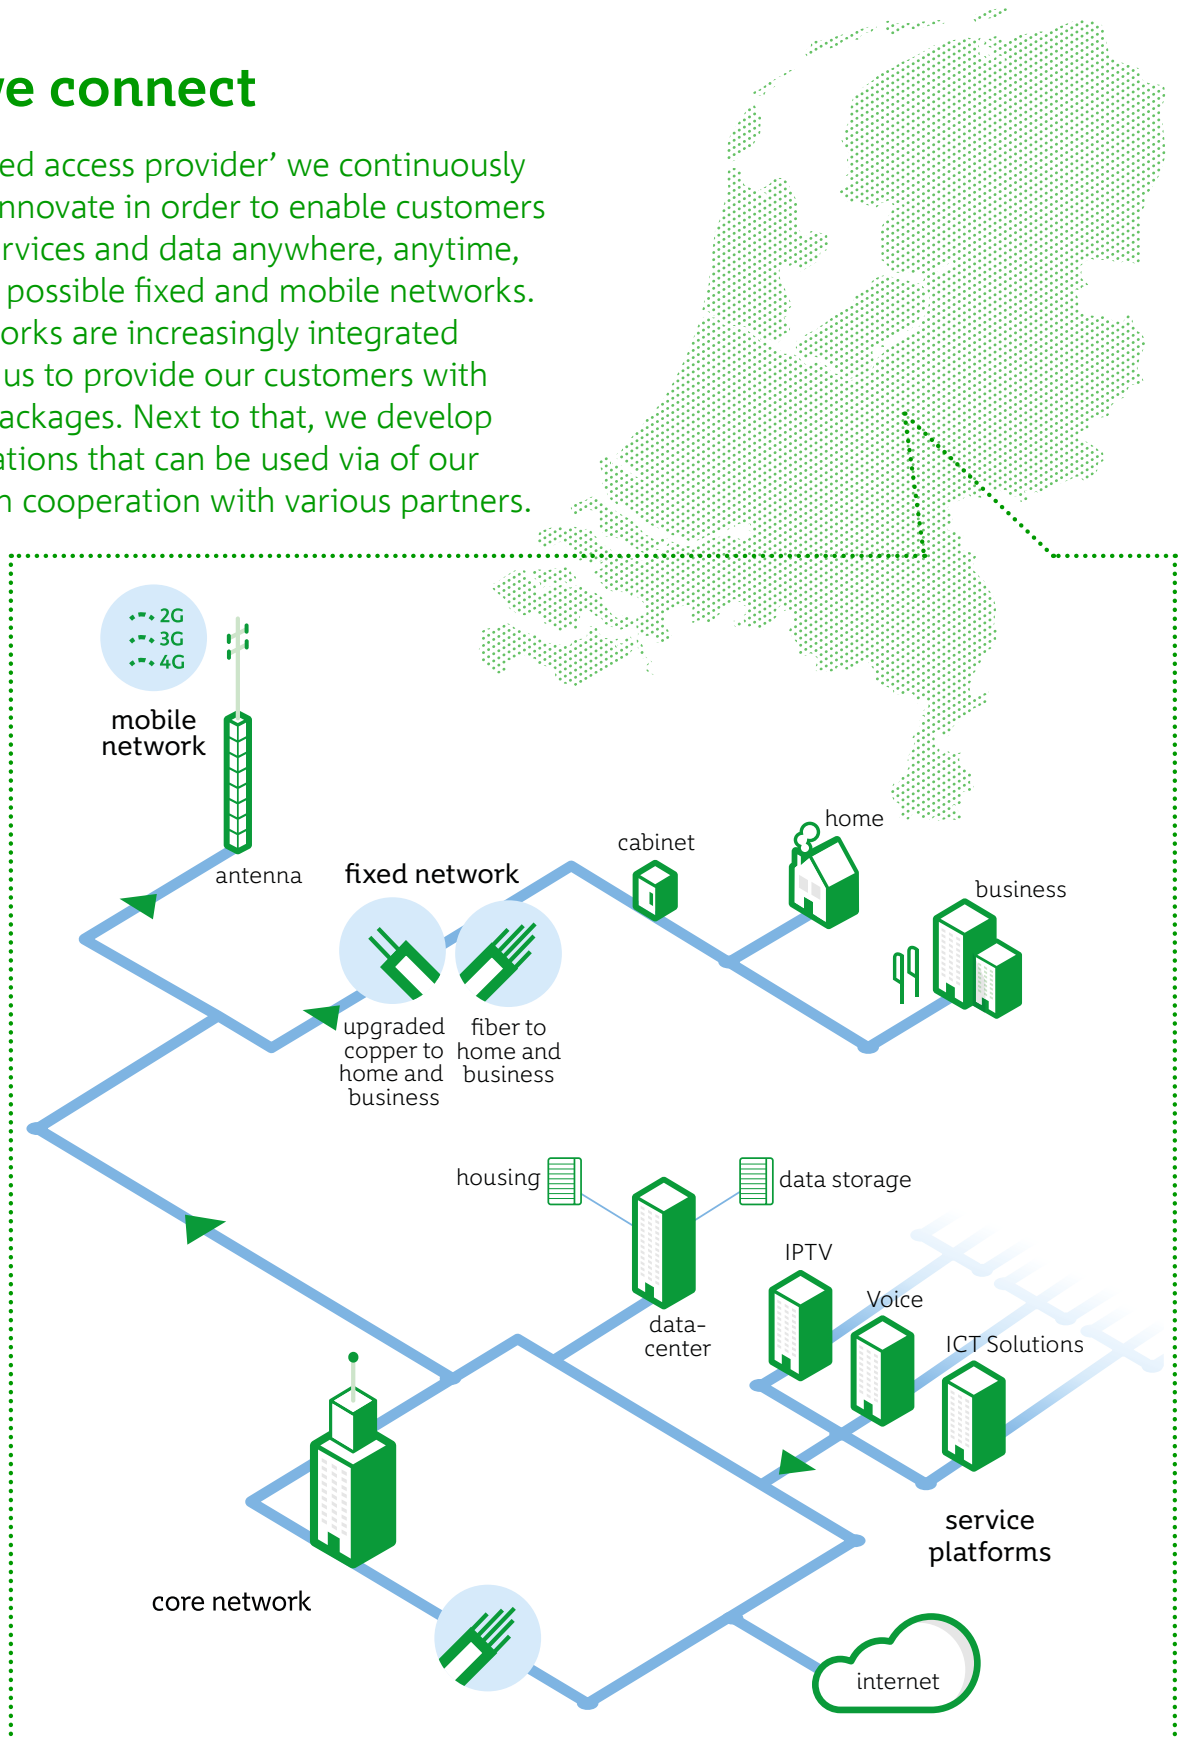 we connect
ed access provider’ we continuously
innovate in order to enable customers
rvices and data anywhere, anytime,
possible fixed and mobile networks.
orks are increasingly integrated
us to provide our customers with
ackages. Next to that, we develop
ations that can be used via of our
n cooperation with various partners.
2G
3G
4G
mobile
network
antenna
fixed network
cabinet
home
business
upgraded
copper to
home and
business
fiber to
home and
business
housing
data storage
data-
center
IPTV
Voice
ICT Solutions
service
platforms
core network
internet